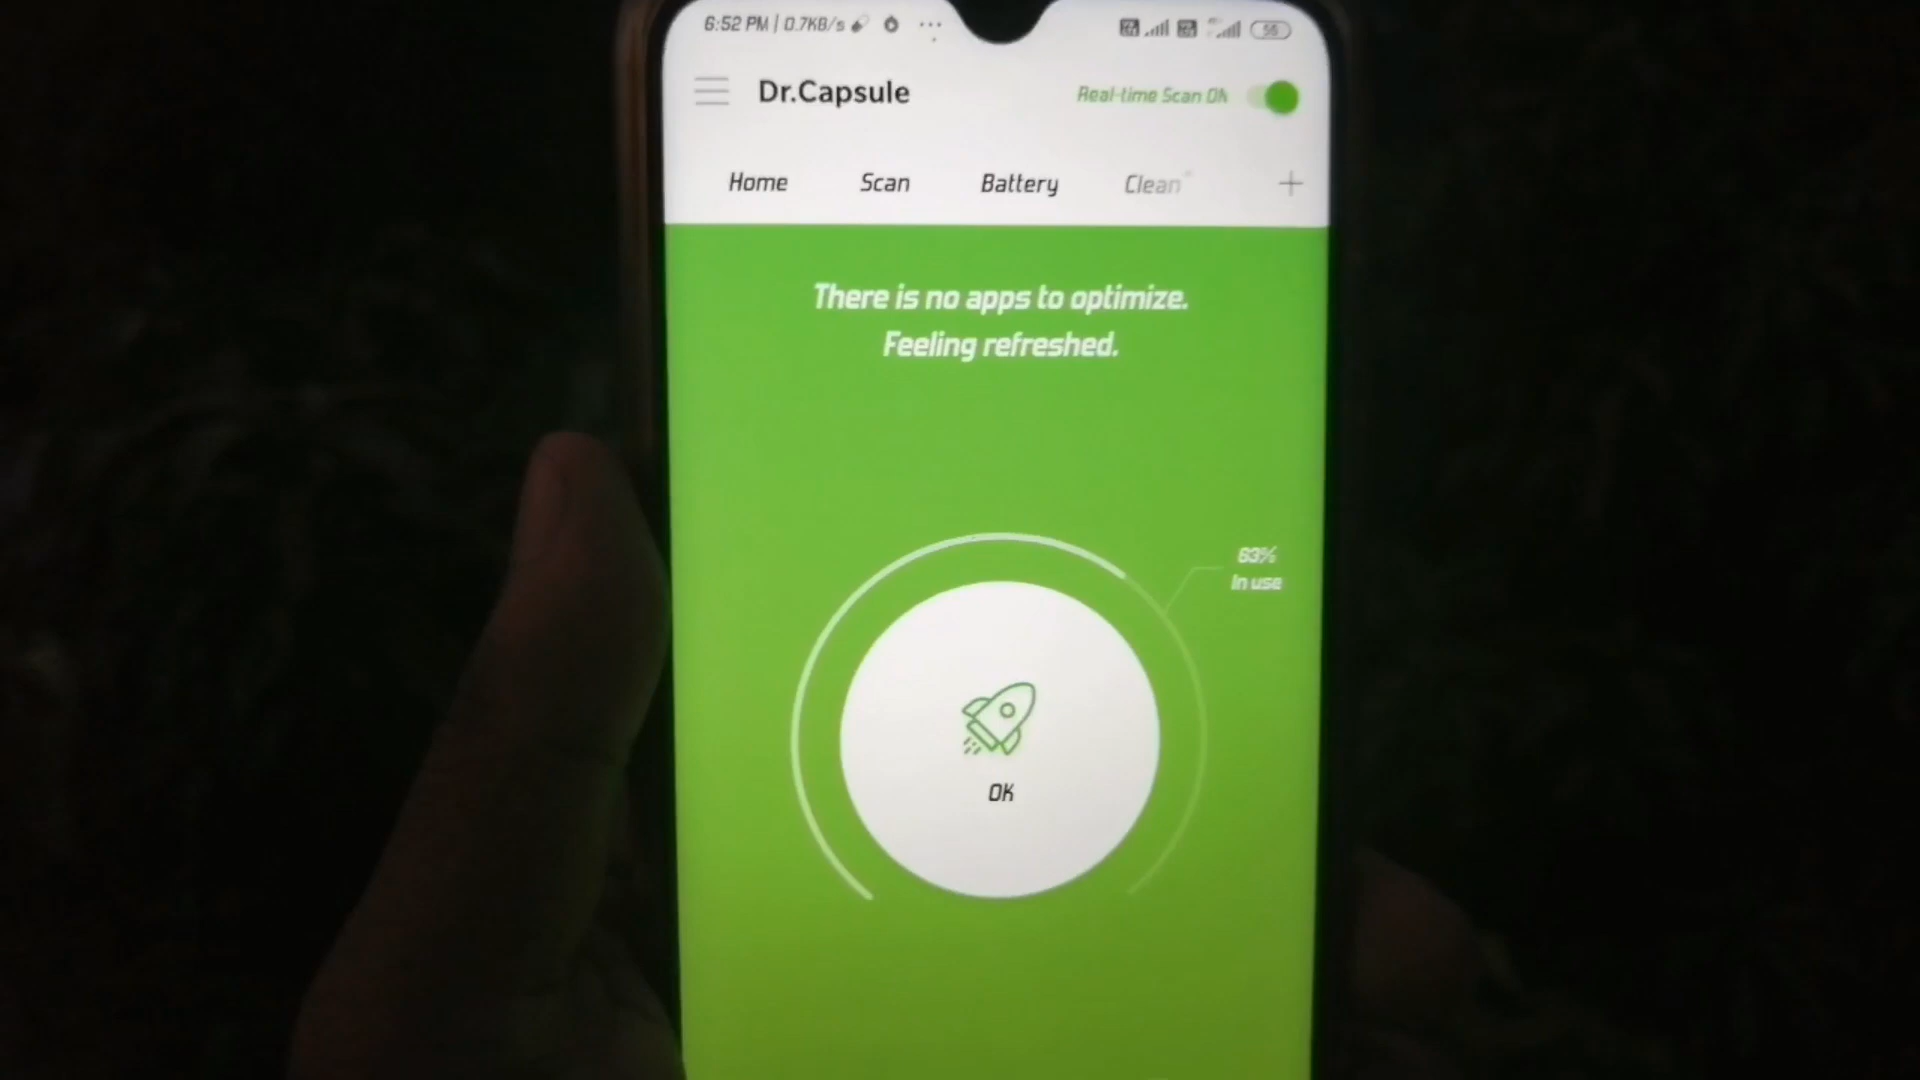 6:52 PM | 0.7KB/s
56
Dr.Capsule
Real-time Scan ON
Home
Scan
Battery
Clean
+
There is no apps to optimize.
Feeling refreshed.
63%
In use
OK